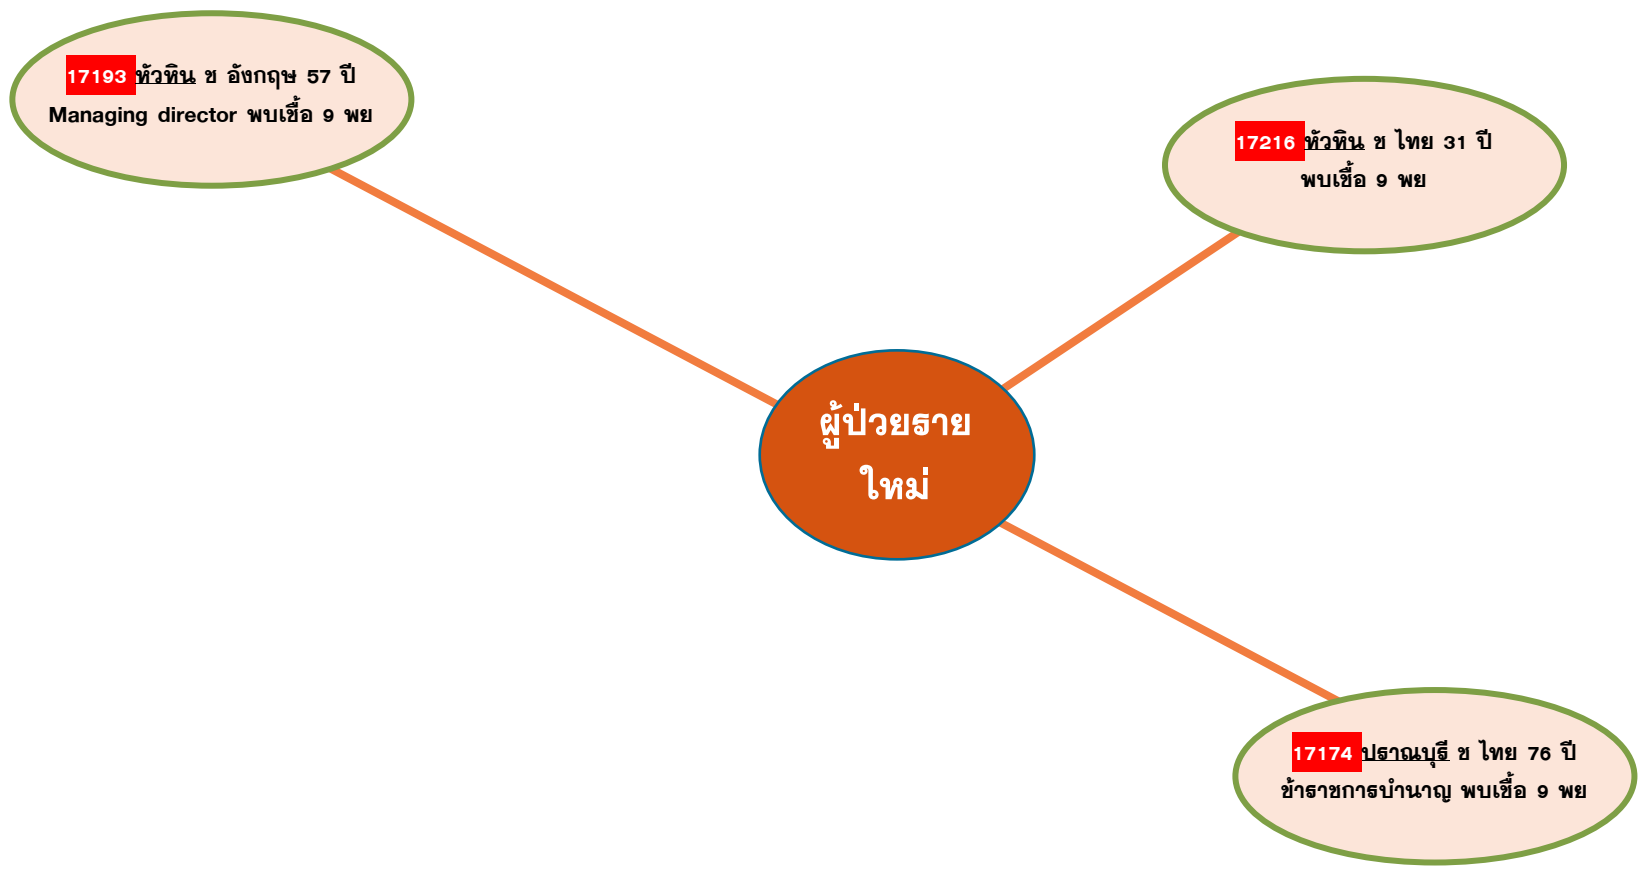 17193 หัวหิน ช อังกฤษ 57 ปี
Managing director พบเชื้อ 9 พย
17216 หัวหิน ช ไทย 31 ปี
พบเชื้อ 9 พย
ผู้ป่วยราย
ใหม่
17174 ปราณบุรี ช ไทย 76 ปี
ข้าราชการบำนาญ พบเชื้อ 9 พย